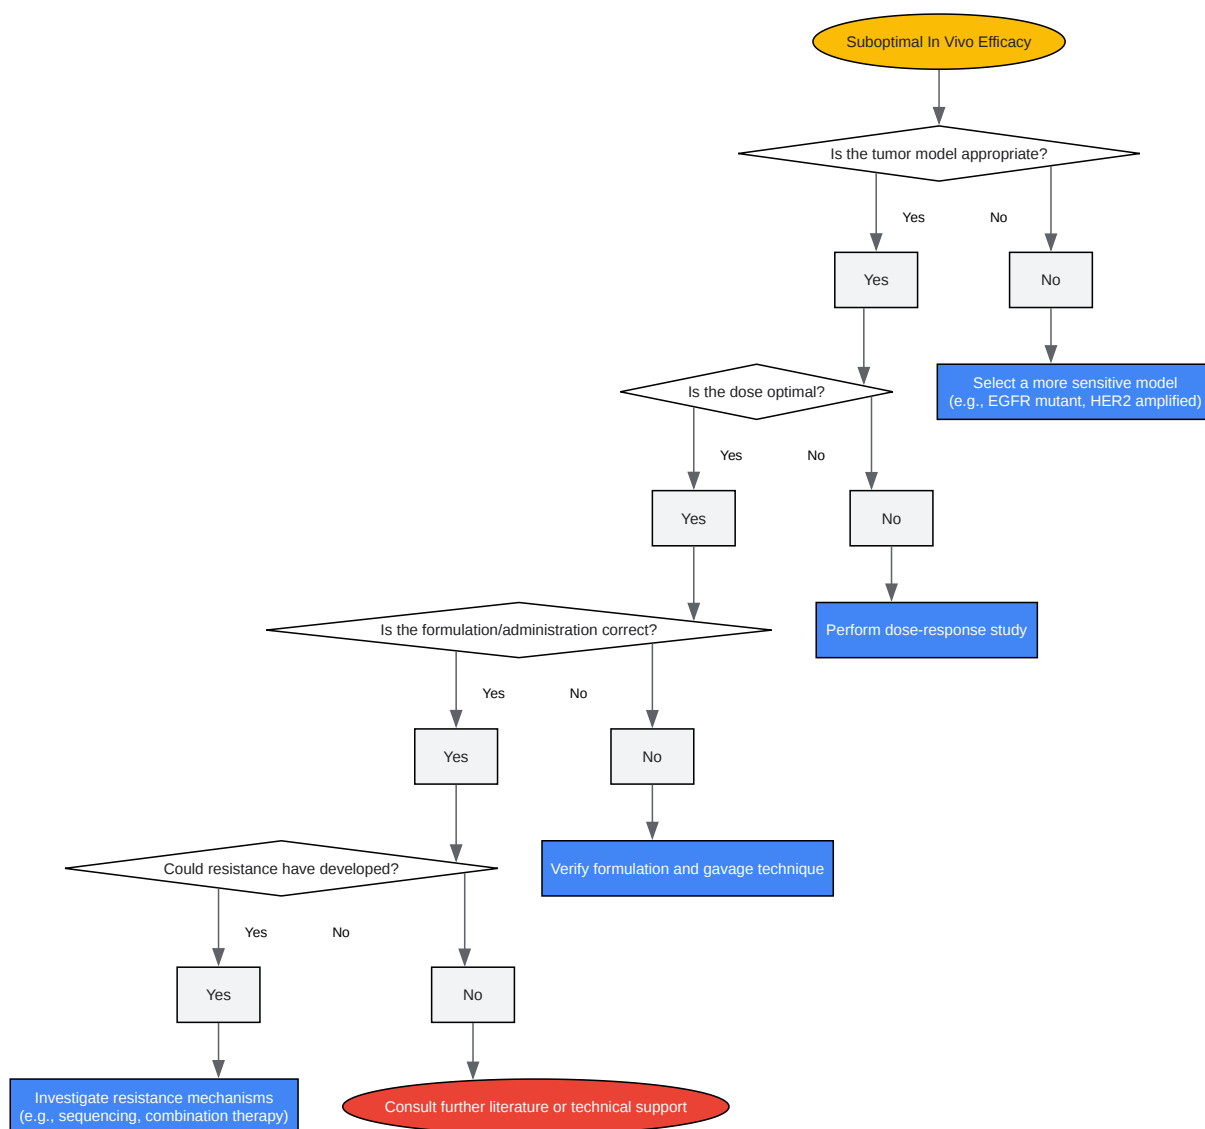 Suboptimal In Vivo Efficacy
Is the tumor model appropriate?
Yes
No
Yes
No
Select a more sensitive model
(e.g., EGFR mutant, HER2 amplified)
Is the dose optimal?
Yes
No
Yes
No
Perform dose-response study
Is the formulation/administration correct?
Yes
No
Yes
No
Verify formulation and gavage technique
Could resistance have developed?
Yes
No
Yes
No
Investigate resistance mechanisms
(e.g., sequencing, combination therapy)
Consult further literature or technical support